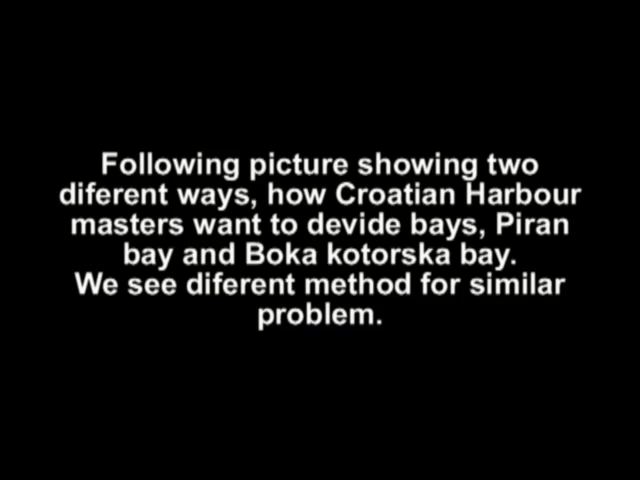 Following picture showing two
diferent ways, how Croatian Harbour
masters want to devide bays, Piran
bay and Boka kotorska bay.
We see diferent method for similar
problem.